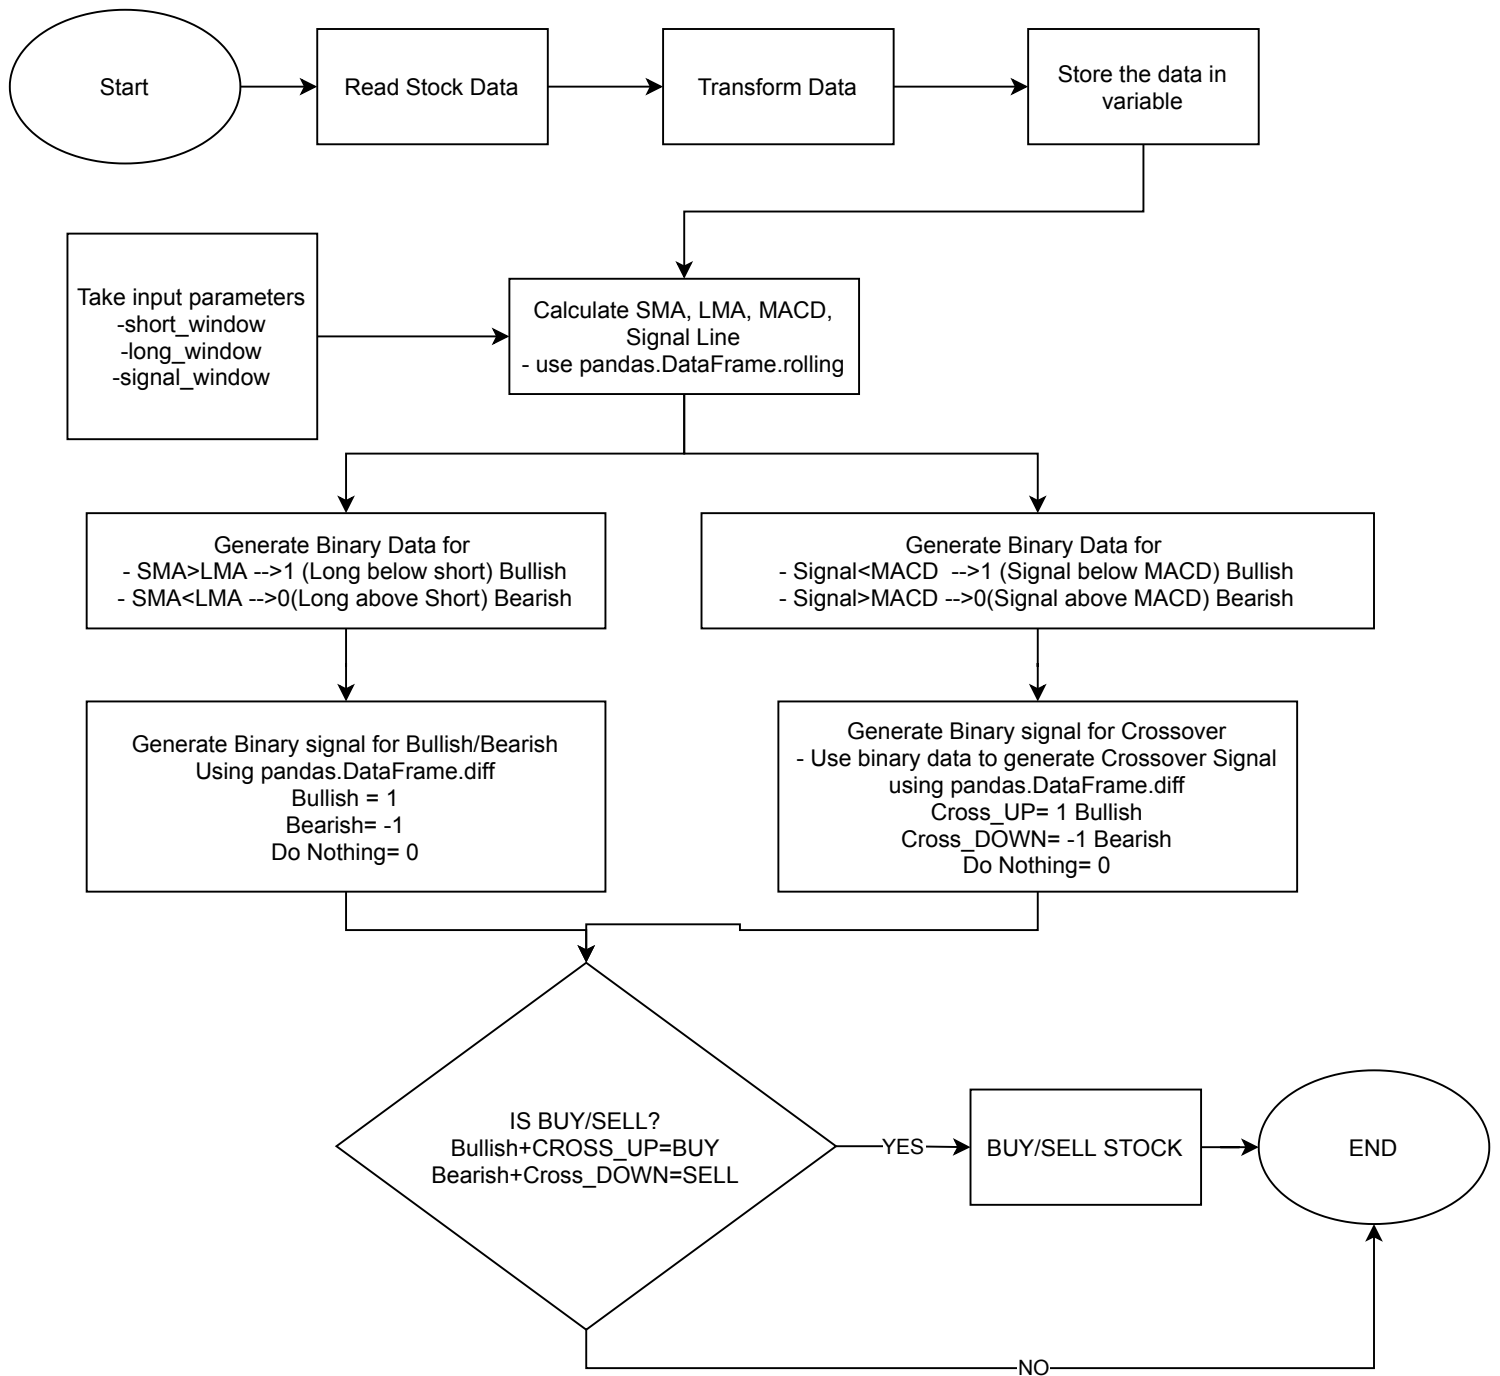 Start
Read Stock Data
Transform Data
Store the data in
variable
Take input parameters
-short_window
-long_window
-signal_window
Calculate SMA, LMA, MACD,
Signal Line
- use pandas.DataFrame.rolling
Generate Binary Data for
- SMA>LMA -->1 (Long below short) Bullish
- SMA<LMA -->0(Long above Short) Bearish
Generate Binary Data for
- Signal<MACD  -->1 (Signal below MACD) Bullish
- Signal>MACD -->0(Signal above MACD) Bearish
Generate Binary signal for Bullish/Bearish
Using pandas.DataFrame.diff
Bullish = 1
Bearish= -1
Do Nothing= 0
Generate Binary signal for Crossover
- Use binary data to generate Crossover Signal
using pandas.DataFrame.diff
Cross_UP= 1 Bullish
Cross_DOWN= -1 Bearish
Do Nothing= 0
IS BUY/SELL?
Bullish+CROSS_UP=BUY
Bearish+Cross_DOWN=SELL
YES
BUY/SELL STOCK
END
NO